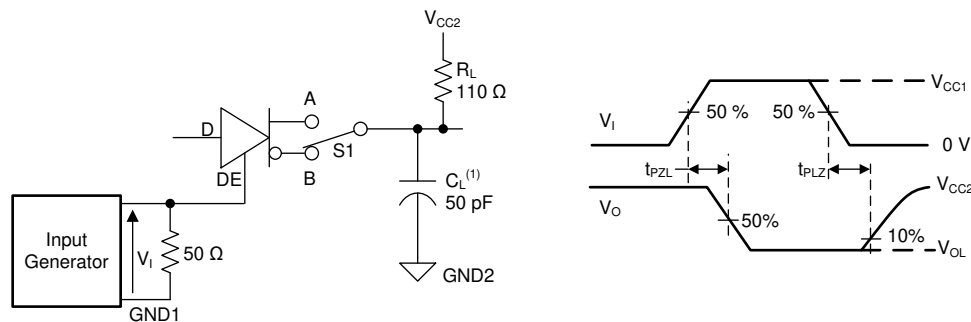 VCC2
RL
110 Ω
A
D
S1
B
DE
CL(1)
50 pF
Input
Generator
VI
50 Ω
GND1
GND2
VCC1
50 %
50 %
VI
0 V
tPZL
tPLZ
VCC2
VO
50%
10%
VOL